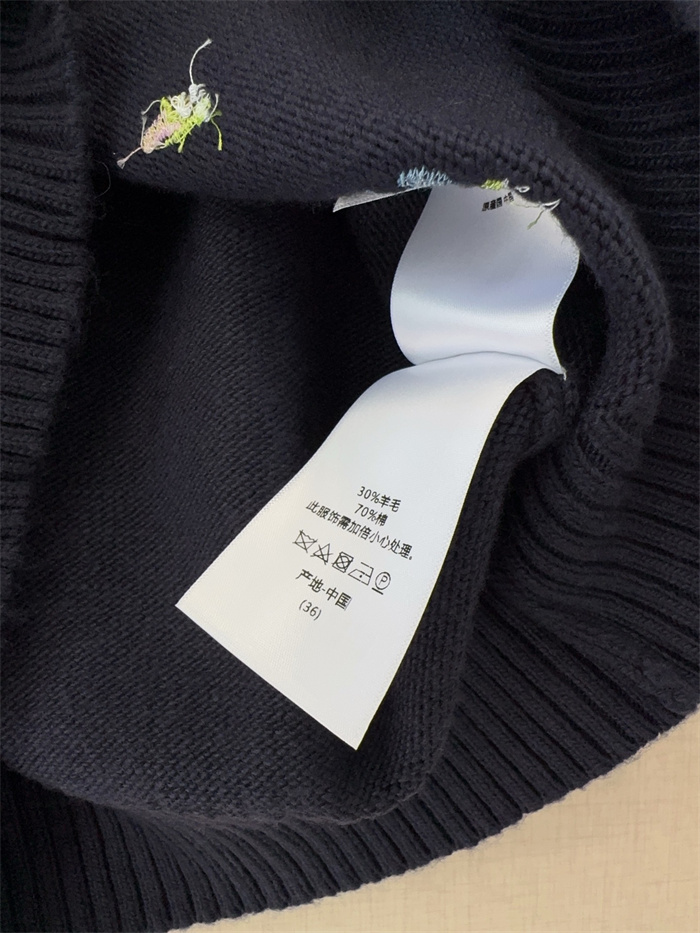 30%羊毛
70%棉
此服饰需加倍小心处理。
P
产地-中国
(36)